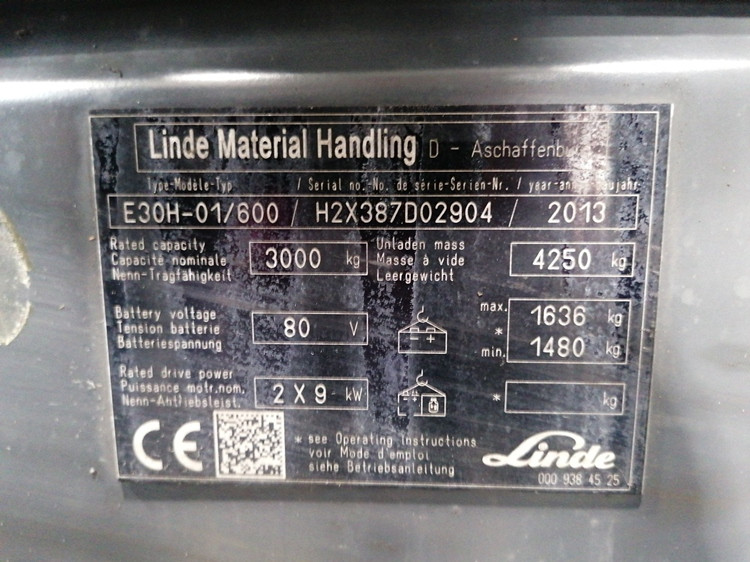 Linde Material Handling D - Aschaffenbu
Type-Modèle-Typ / Serial no.-No. de série-Serien-Nr. / year-an Baujahr
E30H-01/600 / H2X387D02904 / 2013
Rated capacity
Capacité nominale
Nenn-Tragfähigkeit
3000 kg
Unladen mass
Masse à vide
Leergewicht
4250 kg
Battery voltage
Tension batterie
Batteriespannung
80 V
max. 1636 kg
*
min. 1480 kg
Rated drive power
Puissance motr.nom.
Nenn-Antriebsleist.
2 X 9 kW
* kg
CE
* see Operating Instructions
voir Mode d'emploi
siehe Betriebsanleitung
Linde
000 938 45 25